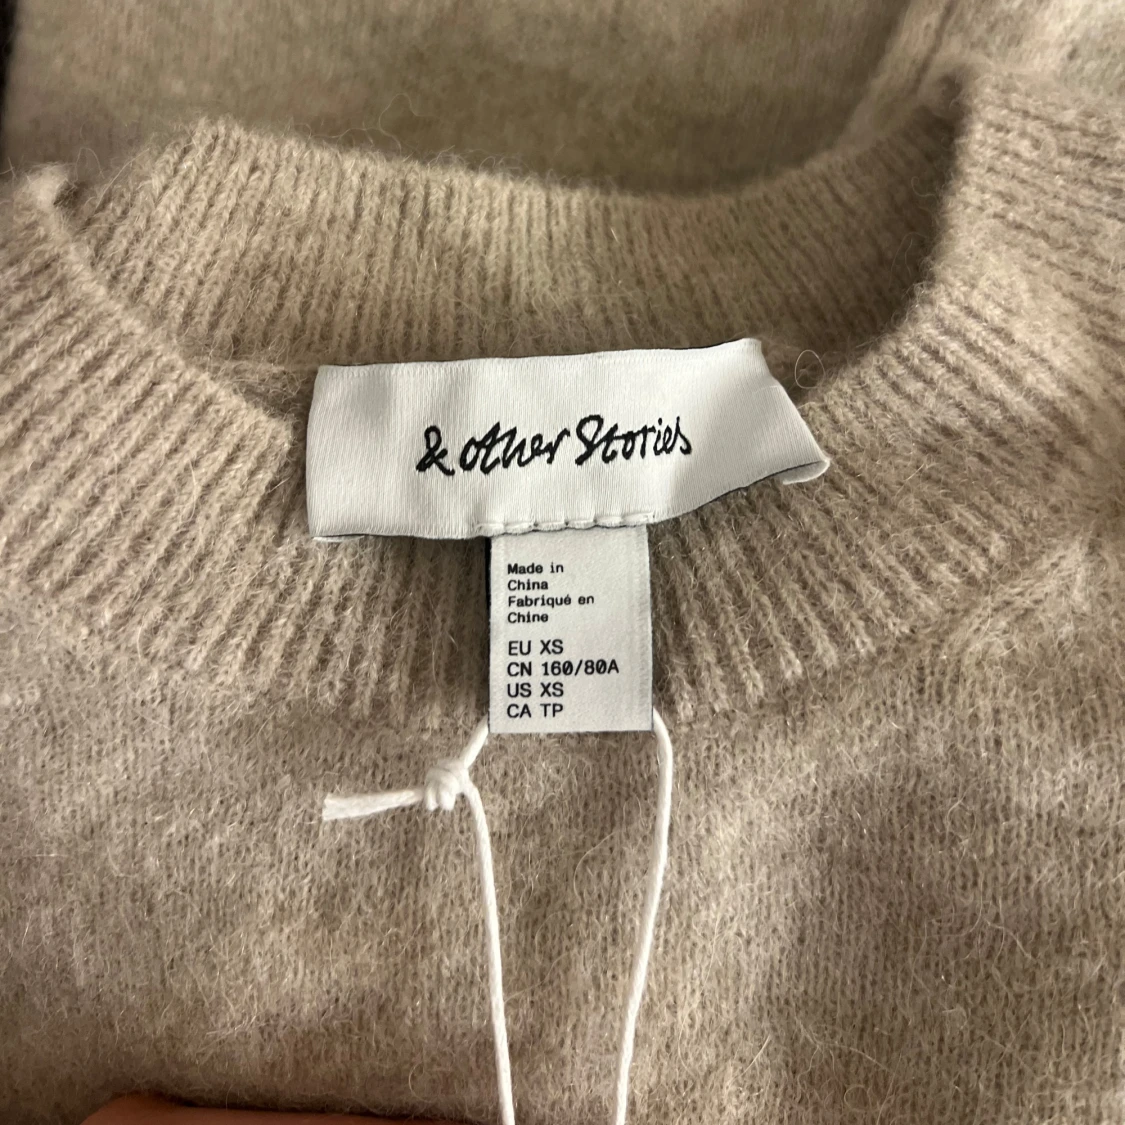 & other Stories
Made in
China
Fabriqué en
Chine
EU XS
CN 160/80A
US XS
CA TP